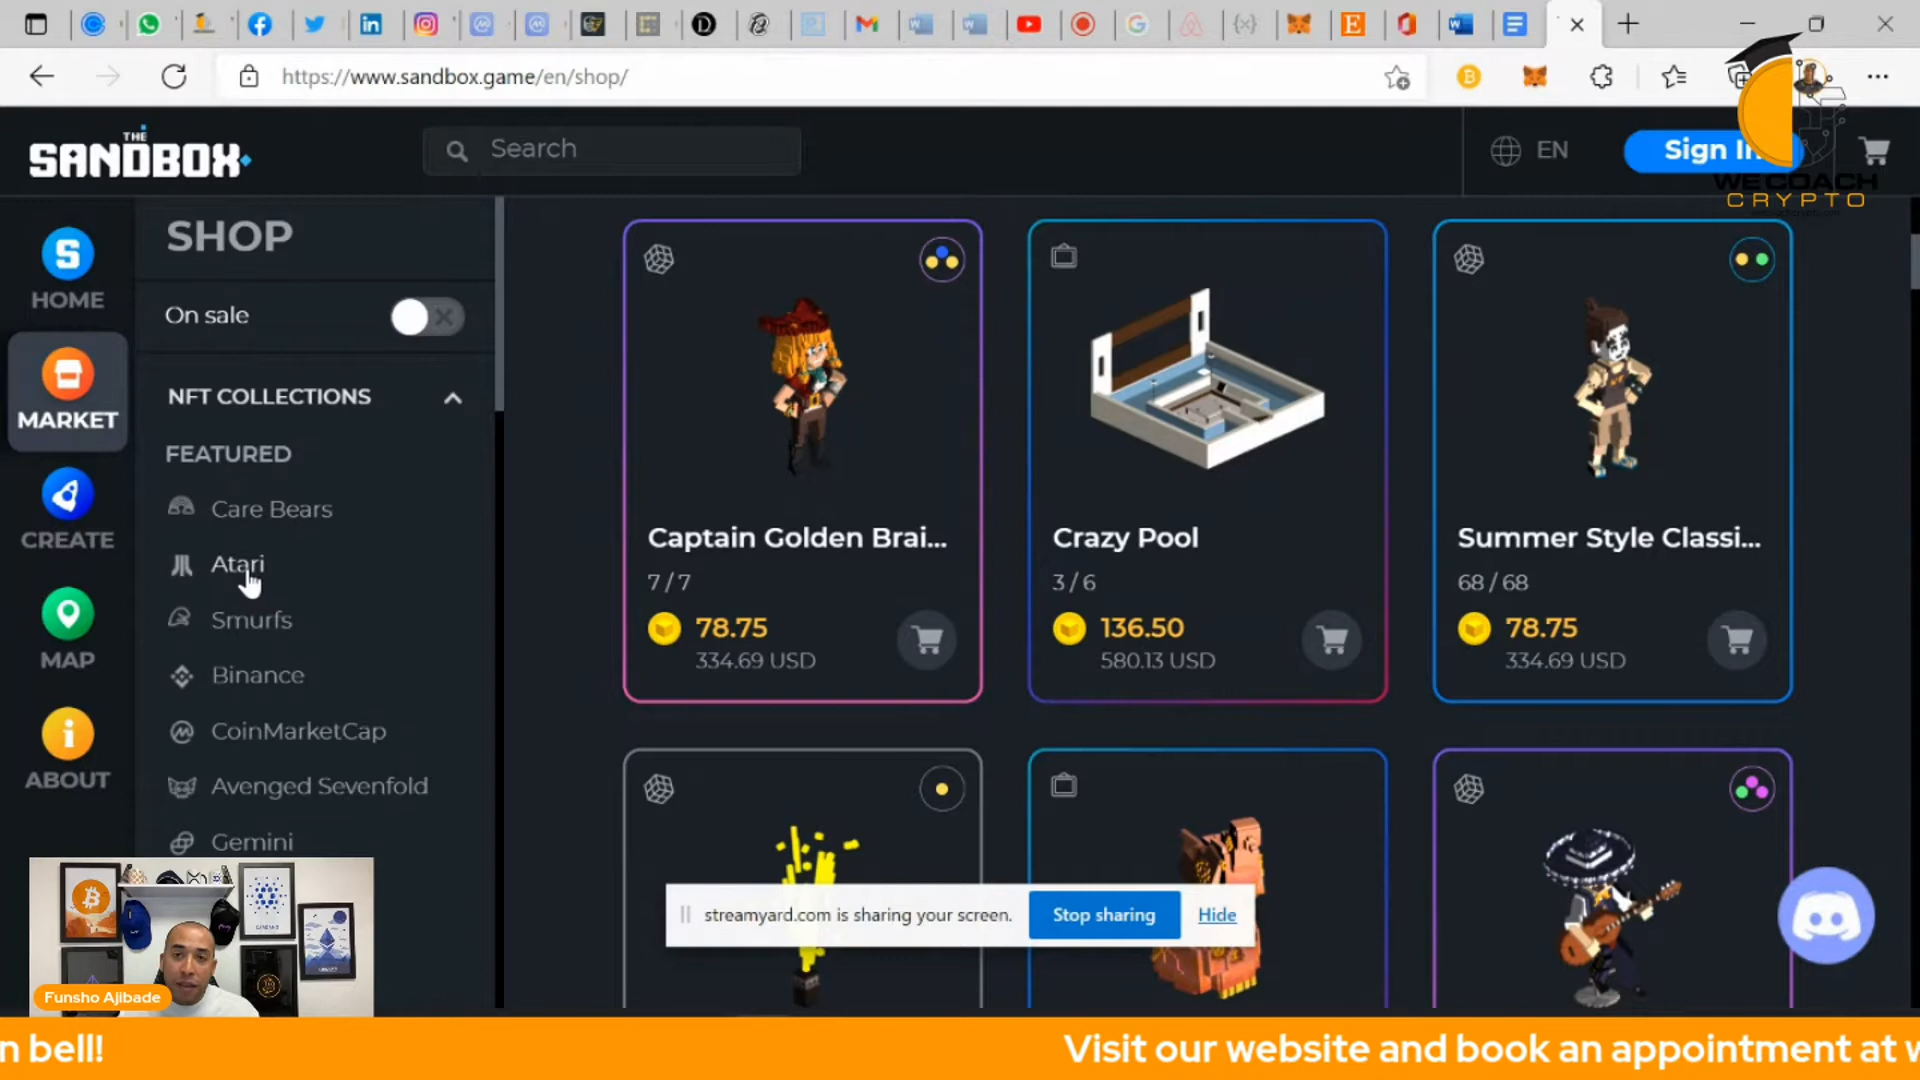 https://www.sandbox.game/en/shop/
THE
SANDBOX
Search
EN
Sign In
WE COACH
CRYPTO
HOME
MARKET
CREATE
MAP
ABOUT
SHOP
On sale
NFT COLLECTIONS
FEATURED
Care Bears
Atari
Smurfs
Binance
CoinMarketCap
Avenged Sevenfold
Gemini
Captain Golden Brai...
7 / 7
78.75
334.69 USD
Crazy Pool
3 / 6
136.50
580.13 USD
Summer Style Classi...
68 / 68
78.75
334.69 USD
streamyard.com is sharing your screen.
Stop sharing
Hide
Funsho Ajibade
n bell!
Visit our website and book an appointment at w